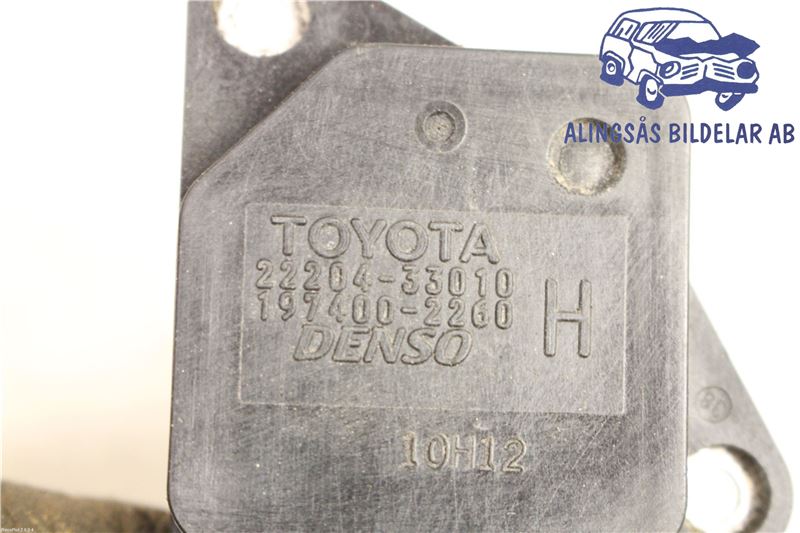 ALINGSÅS BILDELAR AB
TOYOTA
22204-33010
197400-2260
DENSO
H
10H12